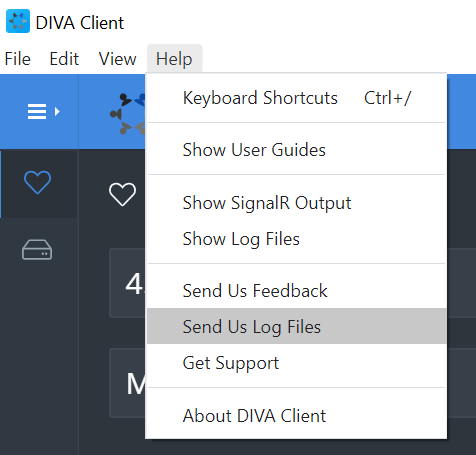 DIVA Client
File Edit View Help
Keyboard Shortcuts Ctrl+/
Show User Guides
Show SignalR Output
Show Log Files
Send Us Feedback
Send Us Log Files
Get Support
About DIVA Client